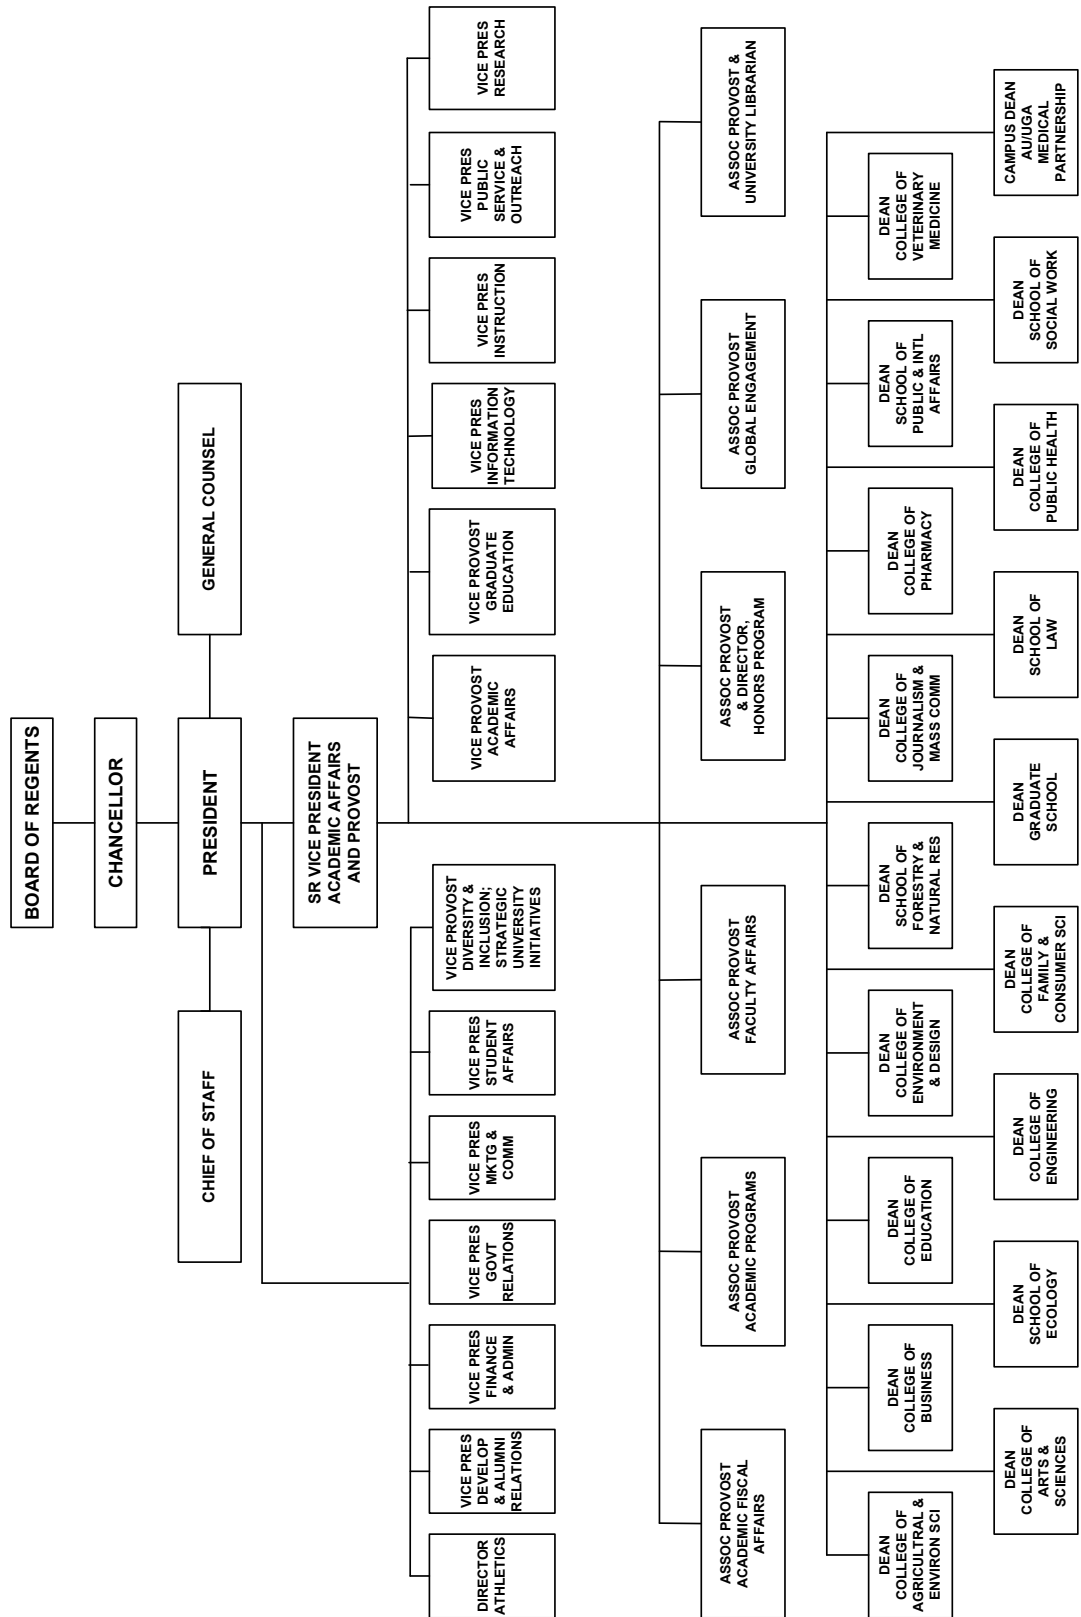 BOARD OF REGENTS
CHANCELLOR
CHIEF OF STAFF
PRESIDENT
GENERAL COUNSEL
SR VICE PRESIDENT
ACADEMIC AFFAIRS
AND PROVOST
DIRECTOR
ATHLETICS
VICE PRES
DEVELOP
& ALUMNI
RELATIONS
VICE PRES
FINANCE
& ADMIN
VICE PRES
GOVT
RELATIONS
VICE PRES
MKTG &
COMM
VICE PRES
STUDENT
AFFAIRS
VICE PROVOST
DIVERSITY &
INCLUSION;
STRATEGIC
UNIVERSITY
INITIATIVES
VICE PROVOST
ACADEMIC
AFFAIRS
VICE PROVOST
GRADUATE
EDUCATION
VICE PRES
INFORMATION
TECHNOLOGY
VICE PRES
INSTRUCTION
VICE PRES
PUBLIC
SERVICE &
OUTREACH
VICE PRES
RESEARCH
ASSOC PROVOST
ACADEMIC FISCAL
AFFAIRS
ASSOC PROVOST
ACADEMIC PROGRAMS
ASSOC PROVOST
FACULTY AFFAIRS
ASSOC PROVOST
& DIRECTOR,
HONORS PROGRAM
ASSOC PROVOST
GLOBAL ENGAGEMENT
ASSOC PROVOST &
UNIVERSITY LIBRARIAN
DEAN
COLLEGE OF
AGRICULTRAL &
ENVIRON SCI
DEAN
COLLEGE OF
BUSINESS
DEAN
COLLEGE OF
EDUCATION
DEAN
COLLEGE OF
ENVIRONMENT
& DESIGN
DEAN
SCHOOL OF
FORESTRY &
NATURAL RES
DEAN
COLLEGE OF
JOURNALISM &
MASS COMM
DEAN
COLLEGE OF
PHARMACY
DEAN
SCHOOL OF
PUBLIC & INTL
AFFAIRS
DEAN
COLLEGE OF
VETERINARY
MEDICINE
DEAN
COLLEGE OF
ARTS &
SCIENCES
DEAN
SCHOOL OF
ECOLOGY
DEAN
COLLEGE OF
ENGINEERING
DEAN
COLLEGE OF
FAMILY &
CONSUMER SCI
DEAN
GRADUATE
SCHOOL
DEAN
SCHOOL OF
LAW
DEAN
COLLEGE OF
PUBLIC HEALTH
DEAN
SCHOOL OF
SOCIAL WORK
CAMPUS DEAN
AU/UGA
MEDICAL
PARTNERSHIP